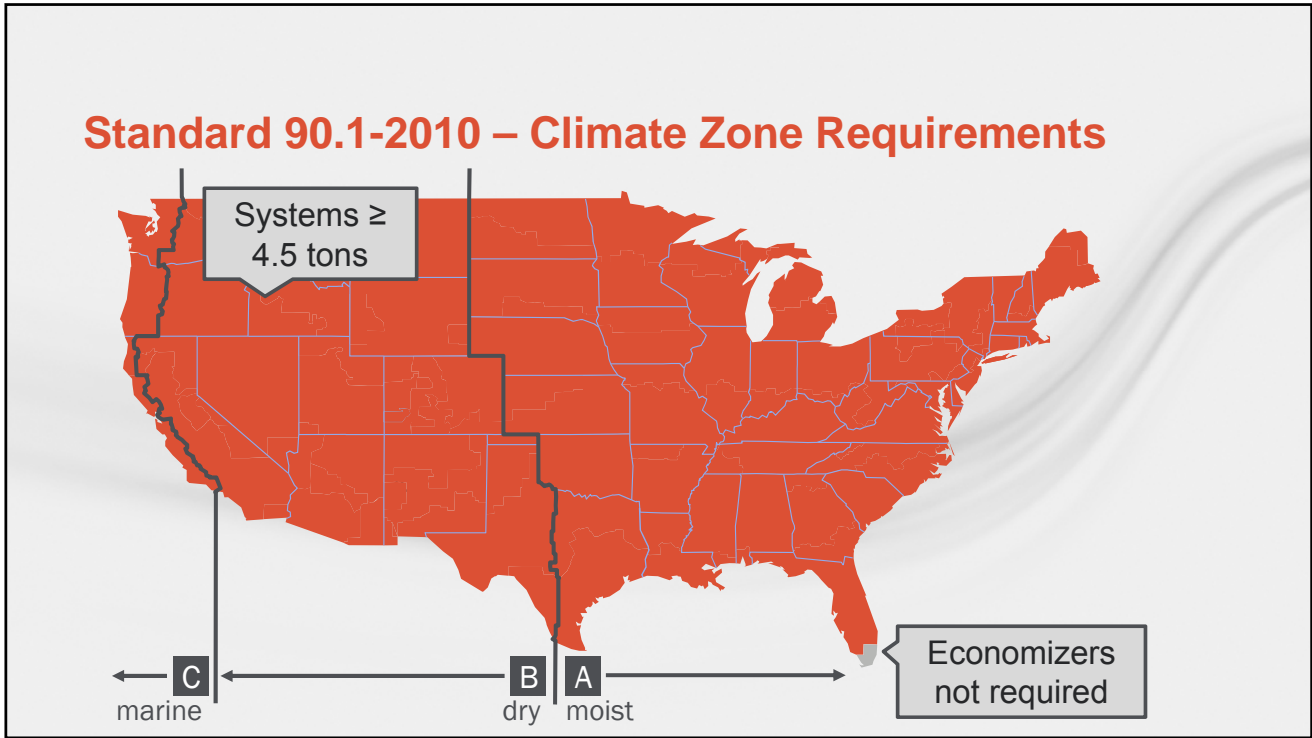 Standard 90.1-2010 – Climate Zone Requirements
Systems ≥
4.5 tons
Economizers
not required
C
B
A
marine
dry
moist